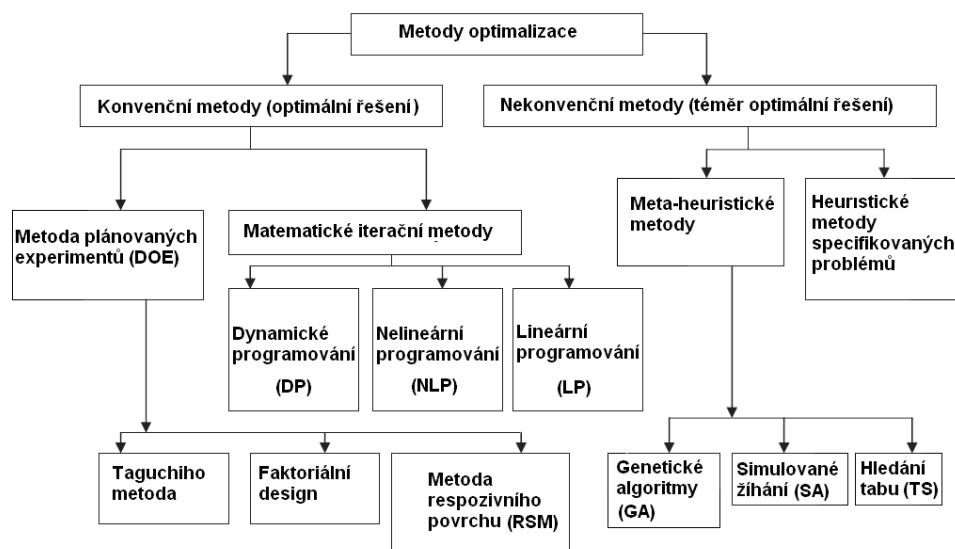 Metody optimalizace
Konvenční metody (optimální řešení)
Nekonvenční metody (téměr optimální řešení)
Metoda plánovaných
experimentů (DOE)
Matematické iterační metody
Meta-heuristické
metody
Heuristické
metody
specifikovaných
problémů
Dynamické
programování
(DP)
Nelineární
programování
(NLP)
Lineární
programování
(LP)
Taguchiho
metoda
Faktoriální
design
Metoda
respozivního
povrchu (RSM)
Genetické
algoritmy
(GA)
Simulované
žíhání (SA)
Hledání
tabu (TS)